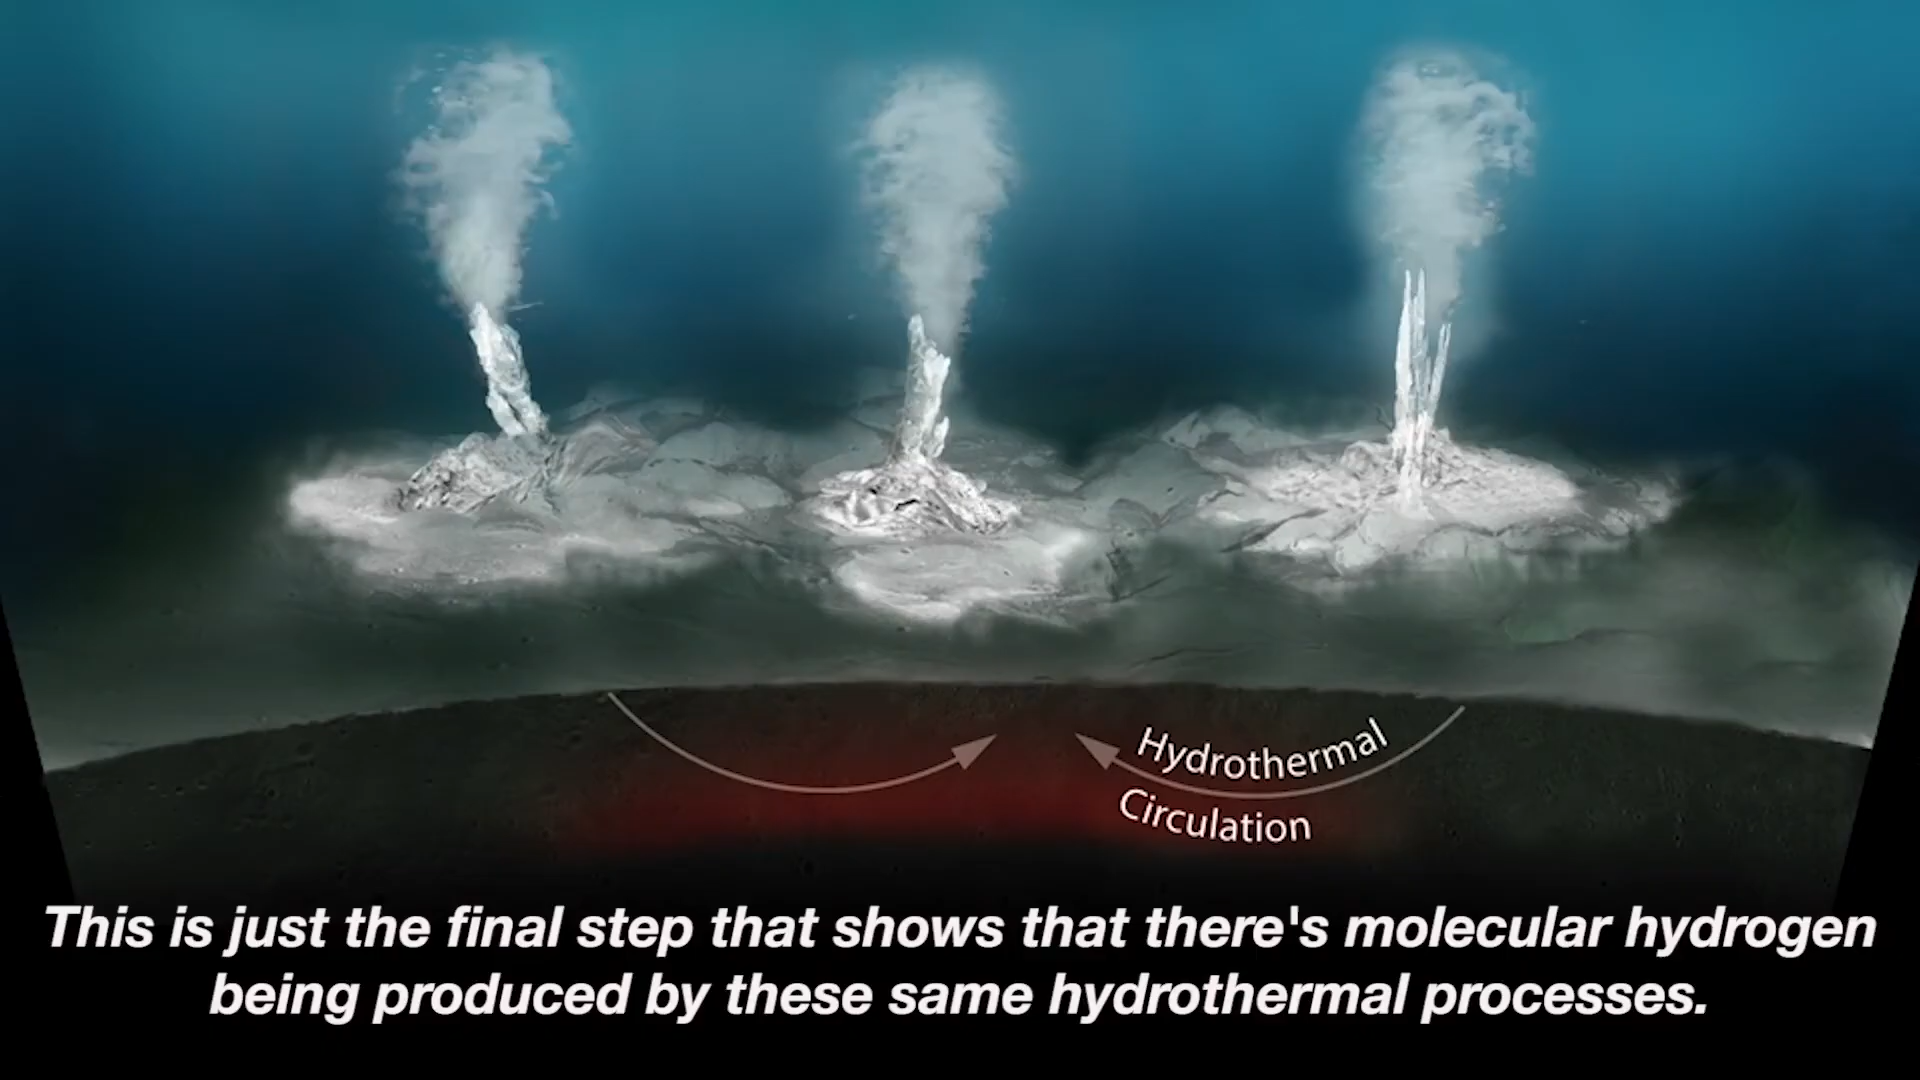 Hydrothermal
Circulation
This is just the final step that shows that there's molecular hydrogen
being produced by these same hydrothermal processes.